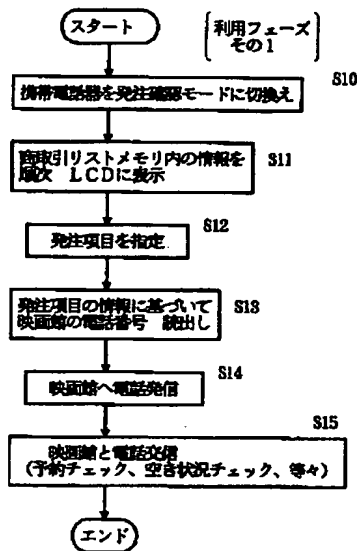 スタート
利用フェーズ
その1
S10
携帯電話器を発注確認モードに切換え
S11
商取引リストメモリ内の情報を
順次 LCDに表示
S12
発注項目を指定
S13
発注項目の情報に基づいて
映画館の電話番号 読出し
S14
映画館へ電話発信
S15
映画館と電話交信
(予約チェック、空き状況チェック、等々)
エンド